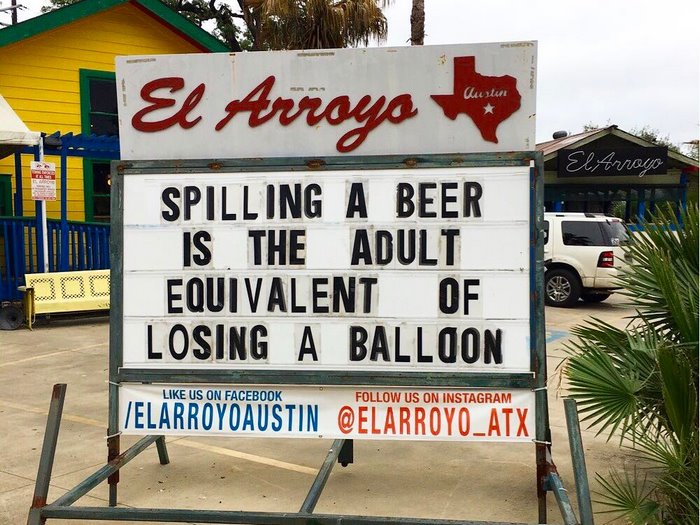 El Arroyo
Austin
El Arroyo
SPILLING A BEER
IS THE ADULT
EQUIVALENT OF
LOSING A BALLOON
LIKE US ON FACEBOOK
/ELARROYOAUSTIN
FOLLOW US ON INSTAGRAM
@ELARROYO_ATX